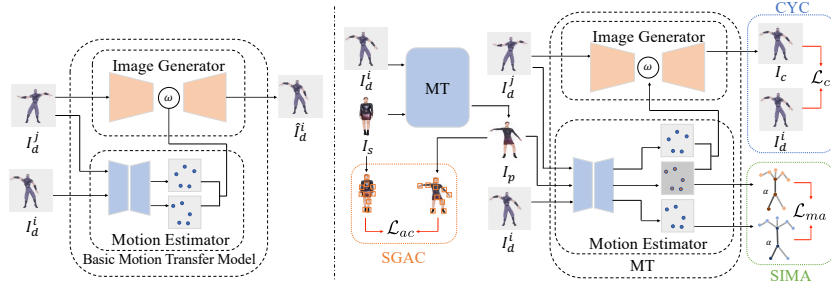 Image Generator
ω
I_d^j
Î_d^i
I_d^i
Motion Estimator
Basic Motion Transfer Model
I_d^i
MT
I_s
I_p
L_ac
SGAC
I_d^j
Image Generator
ω
I_d^i
Motion Estimator
MT
CYC
I_c
L_c
I_d^i
α
L_ma
α
SIMA